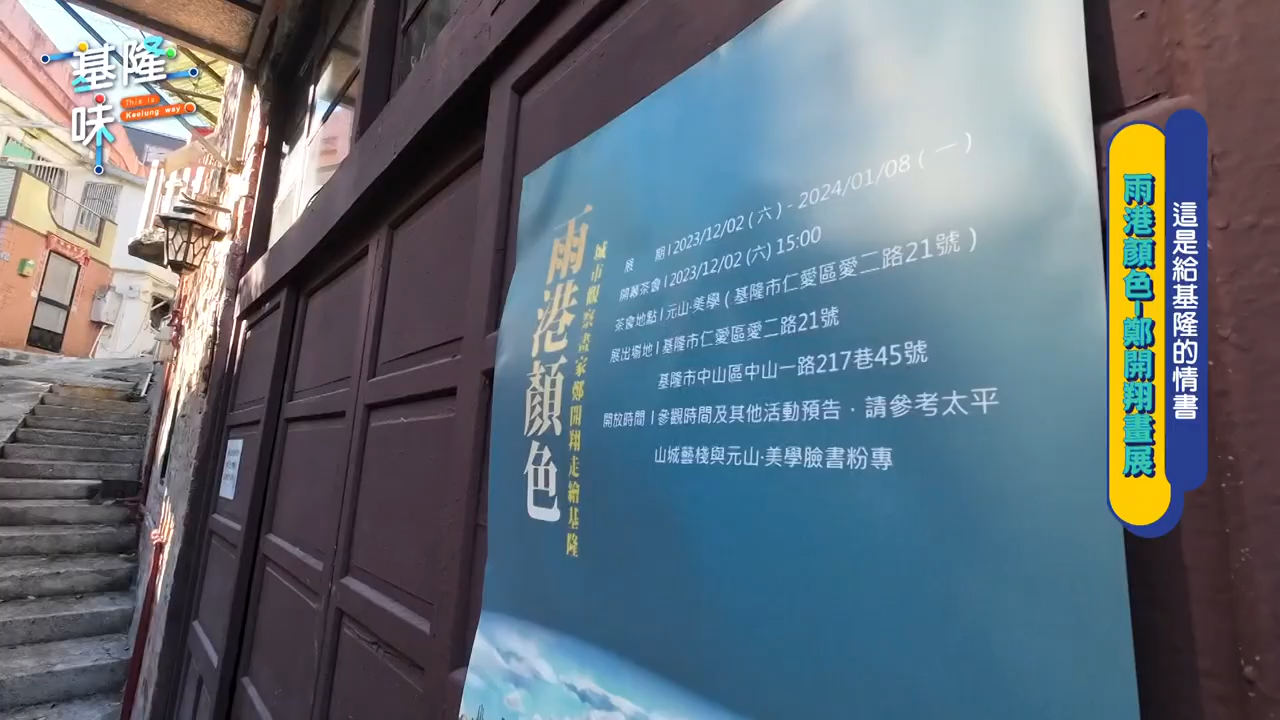 基隆味
This is
Keelung way
雨港顏色
城市觀察畫家鄭開翔走繪基隆
展　期 | 2023/12/02 ( 六 ) - 2024/01/08 ( 一 )
開幕茶會 | 2023/12/02 (六) 15:00
茶會地點 | 元山·美學 ( 基隆市仁愛區愛二路21號 )
展出場地 | 基隆市仁愛區愛二路21號
基隆市中山區中山一路217巷45號
開放時間 | 參觀時間及其他活動預告．請參考太平
山城藝棧與元山·美學臉書粉專
這是給基隆的情書
雨港顏色-鄭開翔畫展